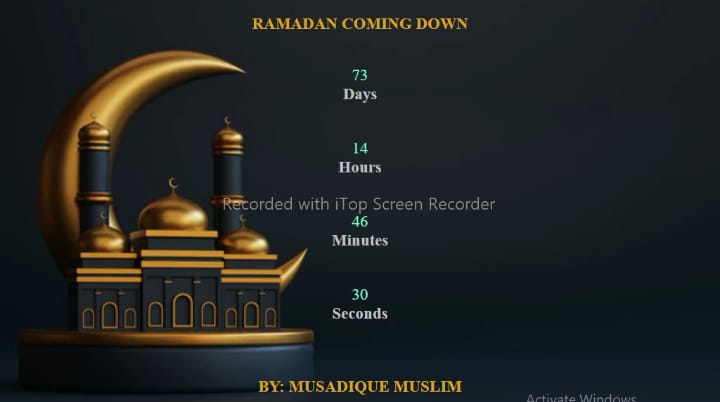 RAMADAN COMING DOWN
73
Days
14
Hours
Recorded with iTop Screen Recorder
46
Minutes
30
Seconds
BY: MUSADIQUE MUSLIM
Activate Windows